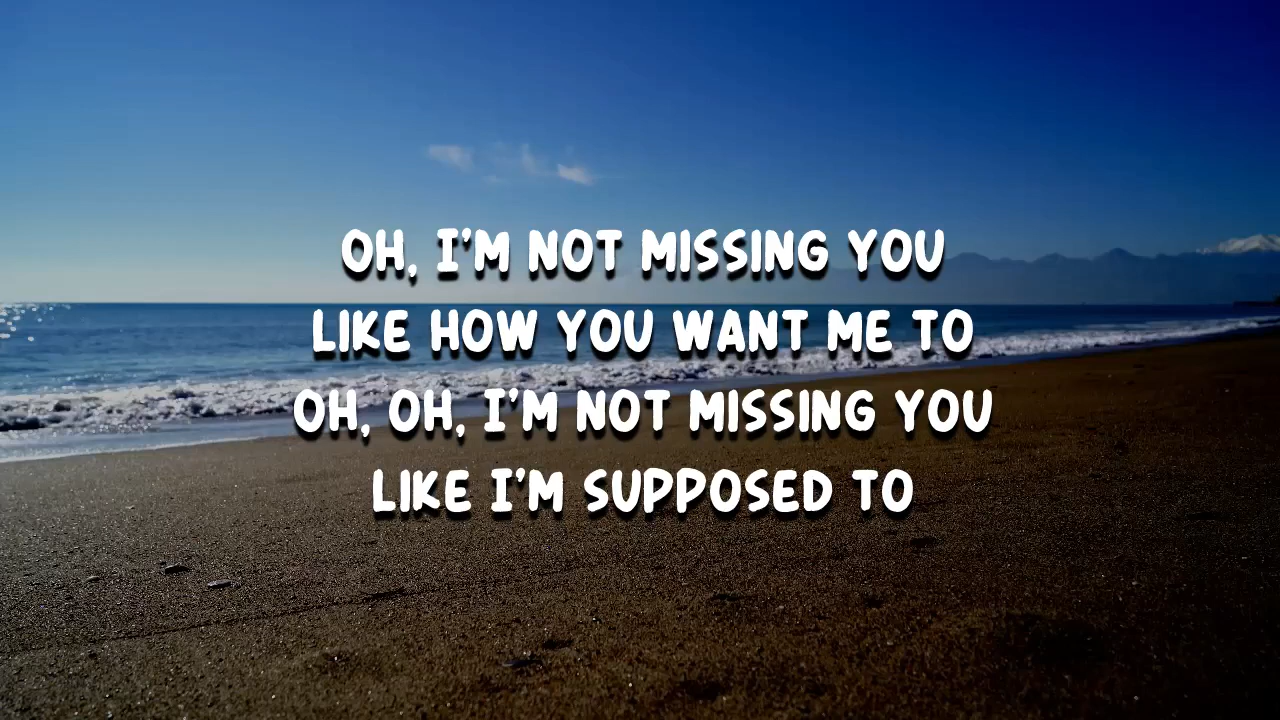 OH, I'M NOT MISSING YOU
LIKE HOW YOU WANT ME TO
OH, OH, I'M NOT MISSING YOU
LIKE I'M SUPPOSED TO